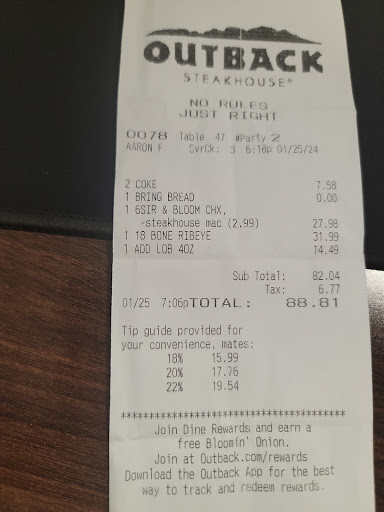 OUTBACK
STEAKHOUSE®
NO RULES
JUST RIGHT
0078 Table 47 #Party 2
AARON F SvrCk: 3 6:18p 01/25/24
2 COKE 7.58
1 BRING BREAD 0.00
1 6SIR & BLOOM CHX,
-steakhouse mac (2.99) 27.98
1 18 BONE RIBEYE 31.99
1 ADD LOB 4OZ 14.49
Sub Total: 82.04
Tax: 6.77
01/25 7:06p TOTAL: 88.81
Tip guide provided for
your convenience, mates:
18% 15.99
20% 17.76
22% 19.54
****************************************
Join Dine Rewards and earn a
free Bloomin' Onion.
Join at Outback.com/rewards
Download the Outback App for the best
way to track and redeem rewards.